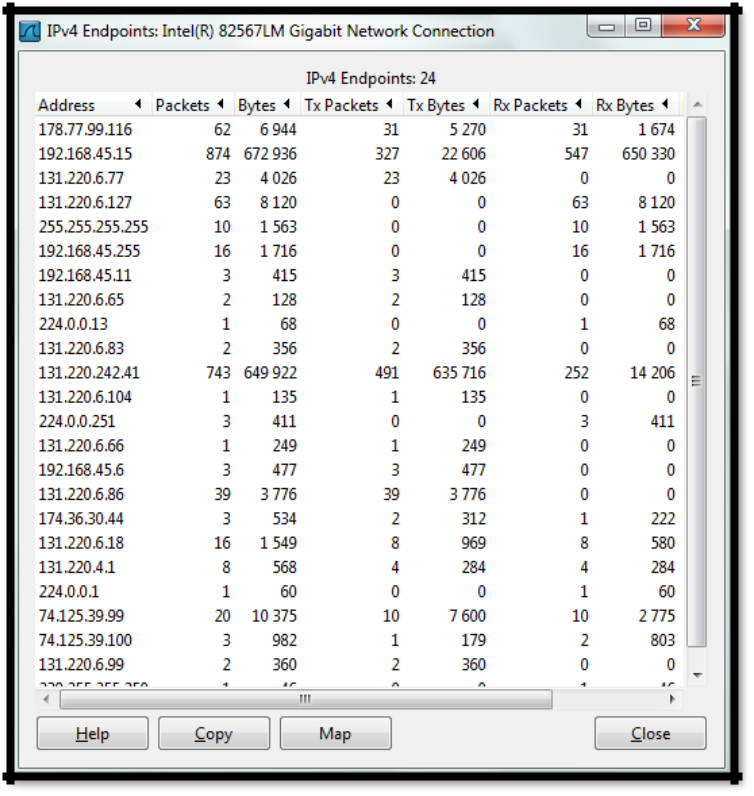 IPv4 Endpoints: Intel(R) 82567LM Gigabit Network Connection
IPv4 Endpoints: 24
Address Packets Bytes Tx Packets Tx Bytes Rx Packets Rx Bytes
178.77.99.116 62 6 944 31 5 270 31 1 674
192.168.45.15 874 672 936 327 22 606 547 650 330
131.220.6.77 23 4 026 23 4 026 0 0
131.220.6.127 63 8 120 0 0 63 8 120
255.255.255.255 10 1 563 0 0 10 1 563
192.168.45.255 16 1 716 0 0 16 1 716
192.168.45.11 3 415 3 415 0 0
131.220.6.65 2 128 2 128 0 0
224.0.0.13 1 68 0 0 1 68
131.220.6.83 2 356 2 356 0 0
131.220.242.41 743 649 922 491 635 716 252 14 206
131.220.6.104 1 135 1 135 0 0
224.0.0.251 3 411 0 0 3 411
131.220.6.66 1 249 1 249 0 0
192.168.45.6 3 477 3 477 0 0
131.220.6.86 39 3 776 39 3 776 0 0
174.36.30.44 3 534 2 312 1 222
131.220.6.18 16 1 549 8 969 8 580
131.220.4.1 8 568 4 284 4 284
224.0.0.1 1 60 0 0 1 60
74.125.39.99 20 10 375 10 7 600 10 2 775
74.125.39.100 3 982 1 179 2 803
131.220.6.99 2 360 2 360 0 0
Help Copy Map Close